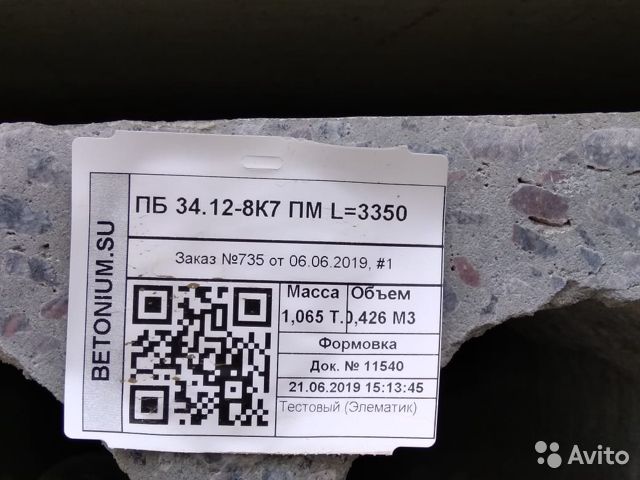 BETONIUM.SU
ПБ 34.12-8К7 ПМ L=3350
Заказ №735 от 06.06.2019, #1
Масса Объем
1,065 Т. 0,426 М3
Формовка
Док. № 11540
21.06.2019 15:13:45
Тестовый (Элематик)
Avito